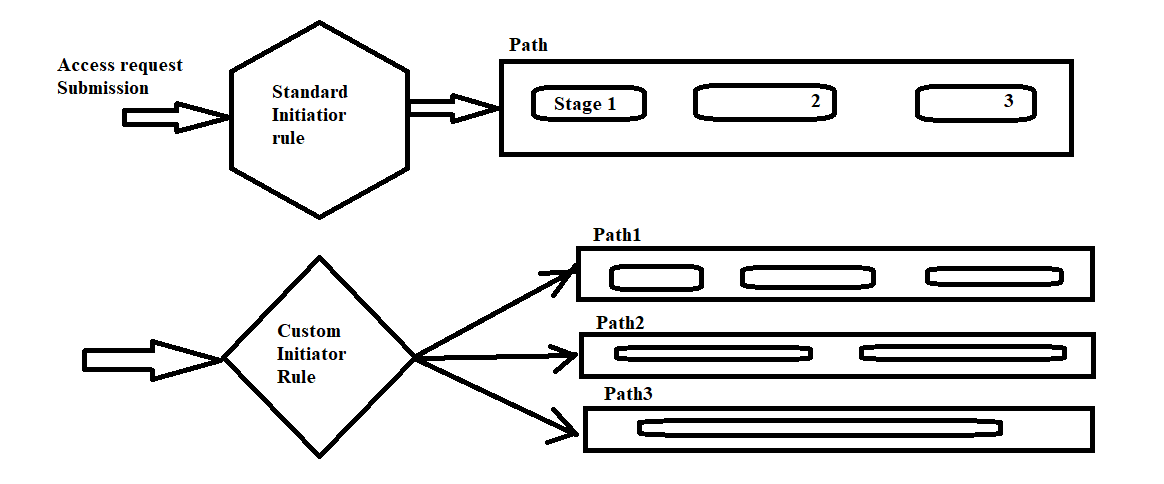 Access request
Submission
Standard
Initiatior
rule
Path
Stage 1
2
3
Custom
Initiator
Rule
Path1
Path2
Path3